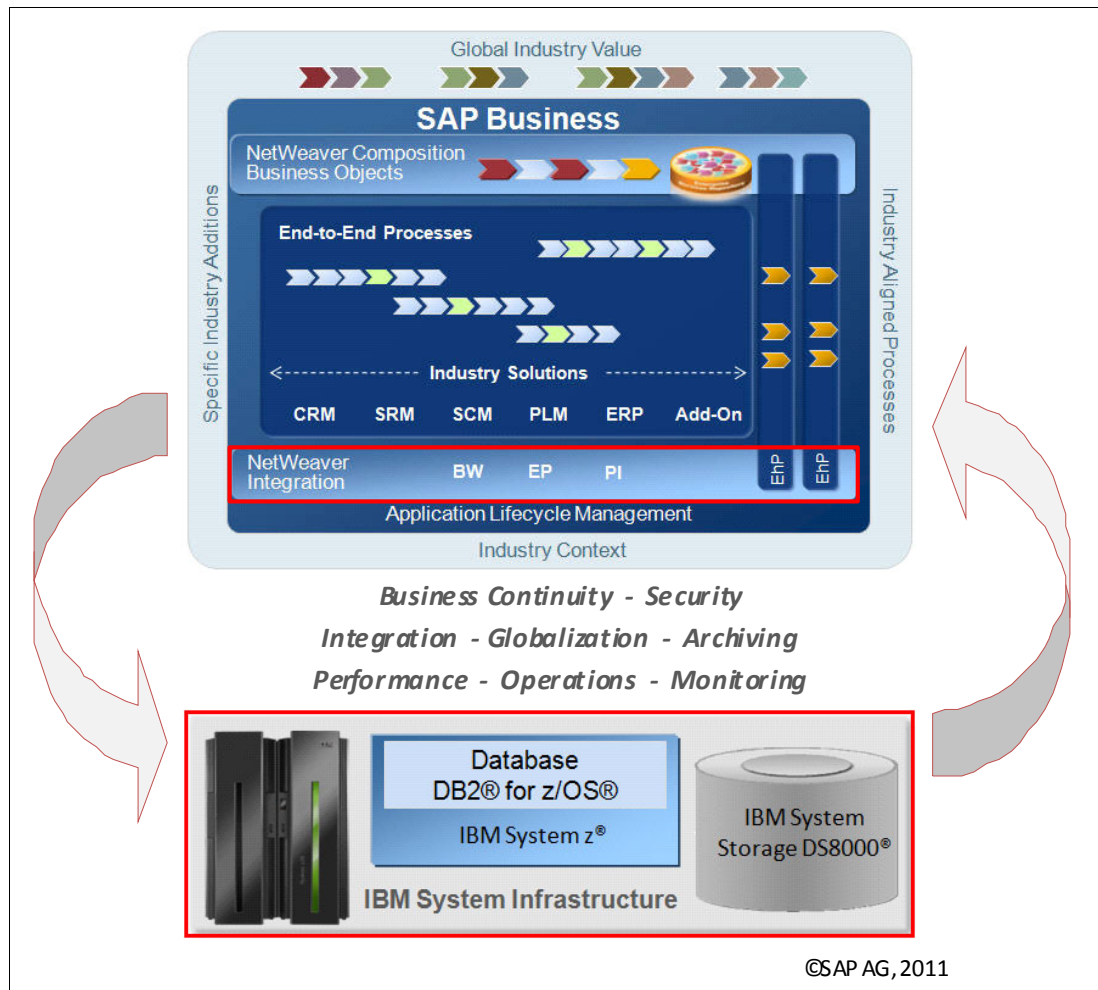 Global Industry Value
SAP Business
NetWeaver Composition
Business Objects
Specific Industry Additions
Industry Aligned Processes
End-to-End Processes
<---------------- Industry Solutions --------------->
CRM SRM SCM PLM ERP Add-On
NetWeaver
Integration
BW EP PI
EhP EhP
Application Lifecycle Management
Industry Context
Business Continuity - Security
Integration - Globalization - Archiving
Performance - Operations - Monitoring
Database
DB2® for z/OS®
IBM System z®
IBM System
Storage DS8000®
IBM System Infrastructure
©SAP AG, 2011